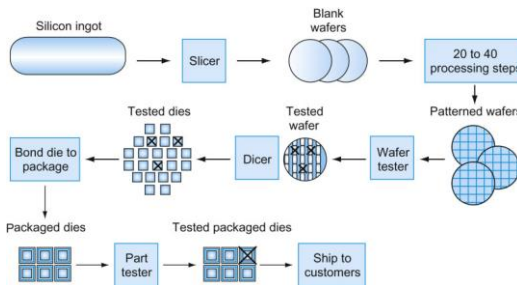 Silicon ingot
Slicer
Blank
wafers
20 to 40
processing steps
Patterned wafers
Wafer
tester
Tested
wafer
Dicer
Tested dies
Bond die to
package
Packaged dies
Part
tester
Tested packaged dies
Ship to
customers